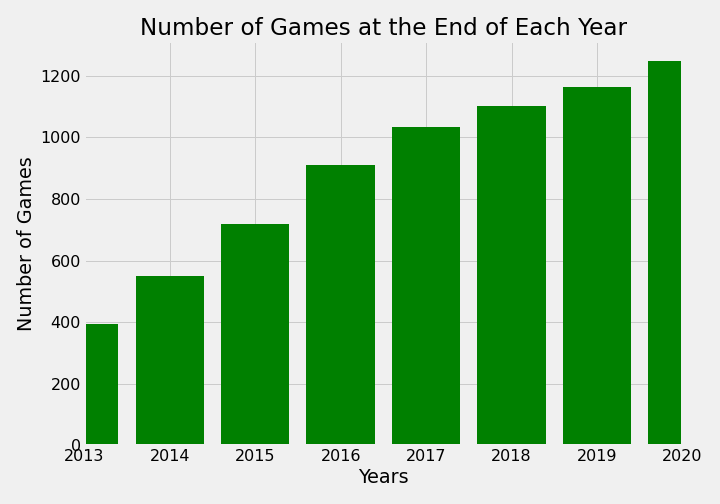 Number of Games at the End of Each Year
Number of Games
1200
1000
800
600
400
200
0
2013 2014 2015 2016 2017 2018 2019 2020
Years